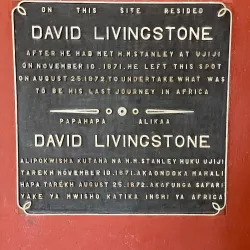 ON THIS SITE RESIDED
DAVID LIVINGSTONE
AFTER HE HAD MET H.M.STANLEY AT UJIJI
ON NOVEMBER 10.1871. HE LEFT THIS SPOT
ON AUGUST 25.1872. TO UNDERTAKE WHAT WAS
TO BE HIS LAST JOURNEY IN AFRICA
PAPAHAPA ALIKAA
DAVID LIVINGSTONE
ALIPOKWISHA KUTANA NA H.M.STANLEY HUKU UJIJI
TAREKH NOVEMBER 10.1871. AKAONDOKA MAHALI
HAPA TAREKH AUGUST 25.1872. AKAFUNGA SAFARI
YAKE YA MWISHO KATIKA INCHI YA AFRICA